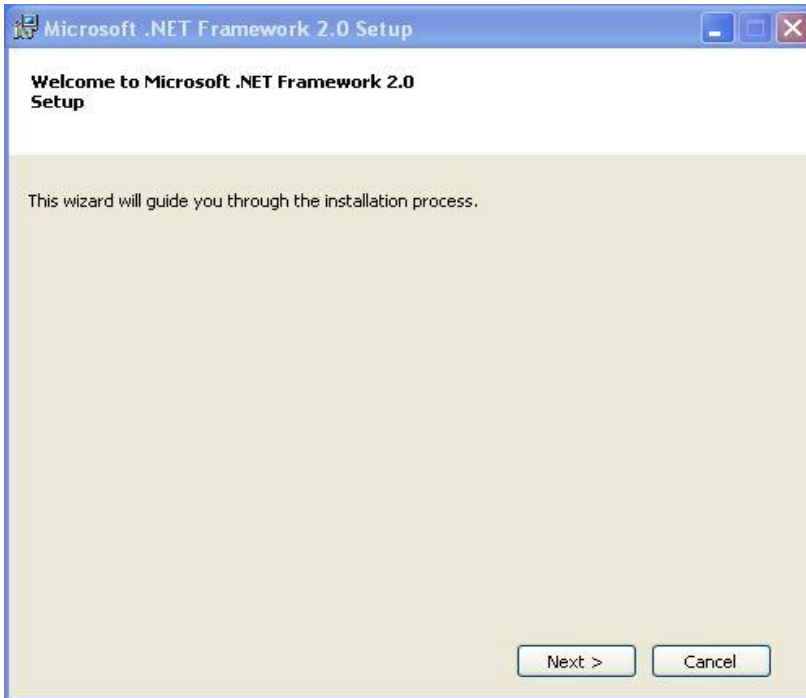 Microsoft .NET Framework 2.0 Setup
Welcome to Microsoft .NET Framework 2.0
Setup
This wizard will guide you through the installation process.
Next >
Cancel